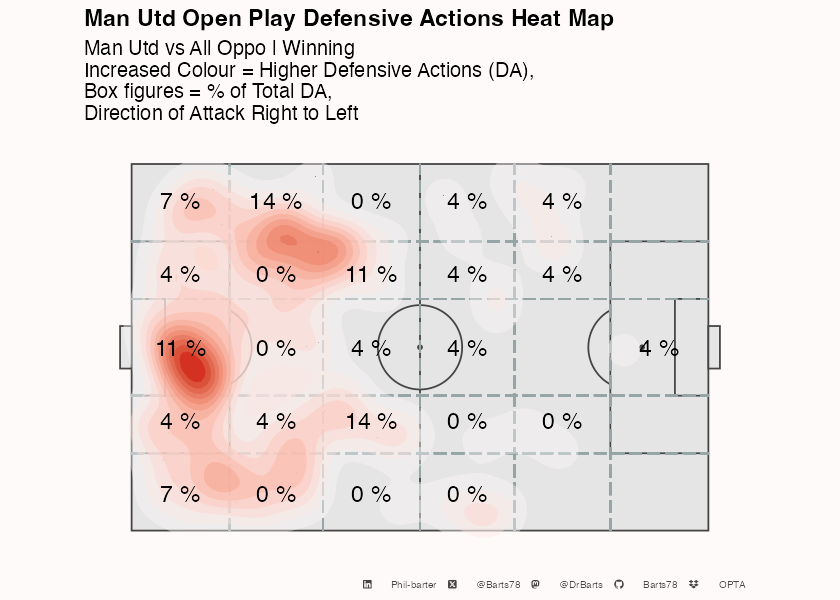 Man Utd Open Play Defensive Actions Heat Map
Man Utd vs All Oppo | Winning
Increased Colour = Higher Defensive Actions (DA),
Box figures = % of Total DA,
Direction of Attack Right to Left
7 % 14 % 0 % 4 % 4 %
4 % 0 % 11 % 4 % 4 %
11 % 0 % 4 % 4 % 4 %
4 % 4 % 14 % 0 % 0 %
7 % 0 % 0 % 0 %
Phil-barter @Barts78 @DrBarts Barts78 OPTA